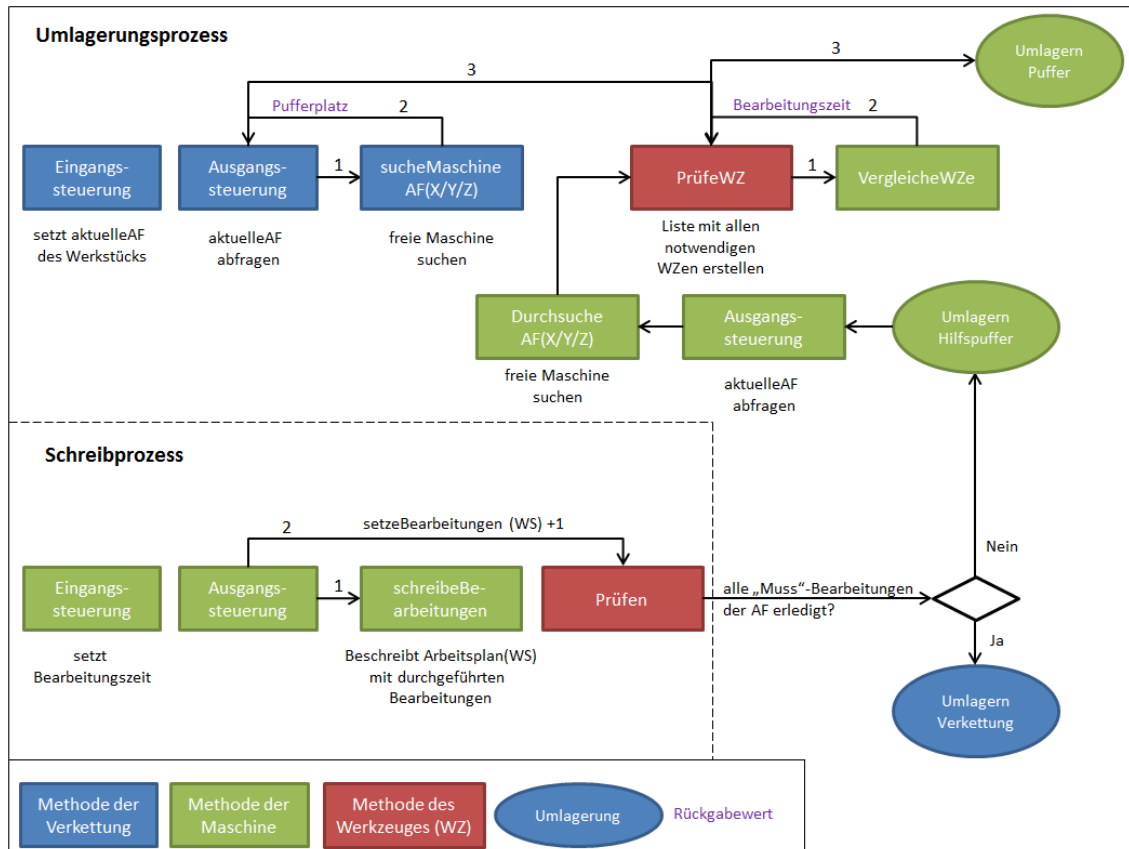 Umlagerungsprozess
3
Umlagern
Puffer
3
Pufferplatz
2
Bearbeitungszeit
2
Eingangs-
steuerung
Ausgangs-
steuerung
1
sucheMaschine
AF(X/Y/Z)
PrüfeWZ
1
VergleicheWZe
setzt aktuelleAF
des Werkstücks
aktuelleAF
abfragen
freie Maschine
suchen
Liste mit allen
notwendigen
WZen erstellen
Durchsuche
AF(X/Y/Z)
Ausgangs-
steuerung
Umlagern
Hilfspuffer
freie Maschine
suchen
aktuelleAF
abfragen
Schreibprozess
2
setzeBearbeitungen (WS) +1
Nein
Eingangs-
steuerung
Ausgangs-
steuerung
1
schreibeBe-
arbeitungen
Prüfen
alle „Muss“-Bearbeitungen
der AF erledigt?
Ja
setzt
Bearbeitungszeit
Beschreibt Arbeitsplan(WS)
mit durchgeführten
Bearbeitungen
Umlagern
Verkettung
Methode der
Verkettung
Methode der
Maschine
Methode des
Werkzeuges (WZ)
Umlagerung
Rückgabewert